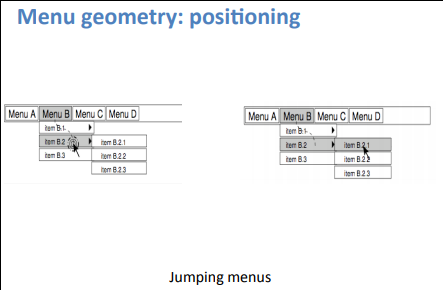 Menu geometry: positioning
Menu A Menu B Menu C Menu D
item B.1
item B.2 item B.2.1
item B.3 item B.2.2
item B.2.3
Menu A Menu B Menu C Menu D
item B.1
item B.2 item B.2.1
item B.3 item B.2.2
item B.2.3
Jumping menus